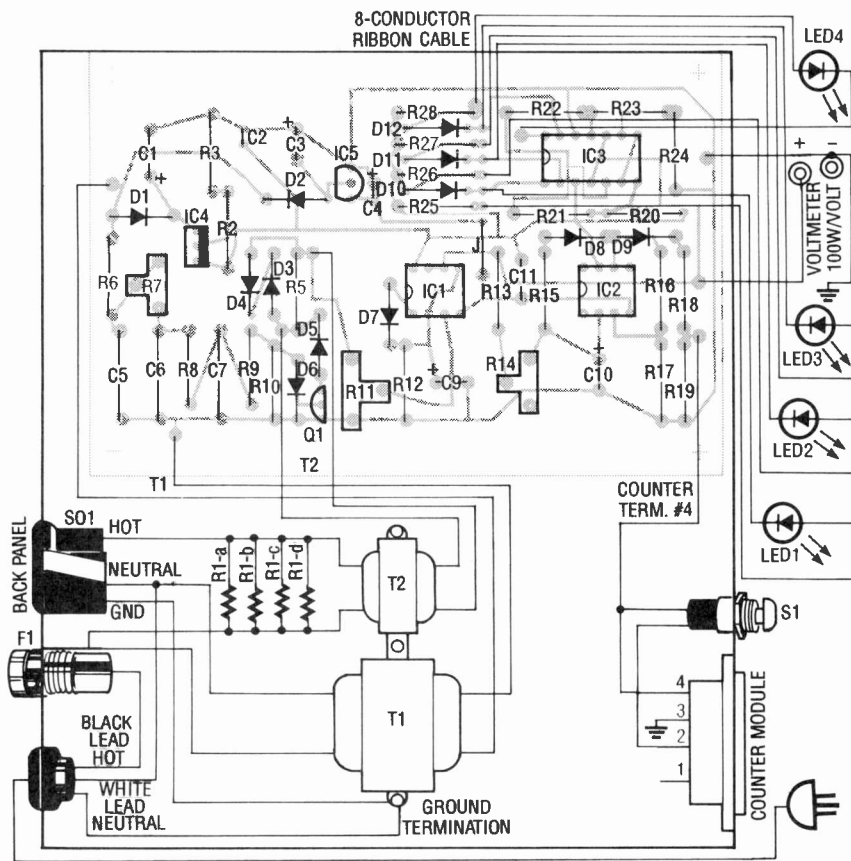 8-CONDUCTOR
RIBBON CABLE
LED4
R28
R22
R23
D12
C1
R3
IC2
+
C3
IC5
R27
D11
IC3
R24
R26
D2
D10
+
D1
+
C4
R25
+
-
VOLTMETER
100W/VOLT
IC4
R2
R21
R20
J
D8
D9
R6
R7
D3
D4
R5
IC1
R13
C11
R15
IC2
R16
R18
D7
D5
LED3
C5
C6
R8
C7
R9
R10
D6
R11
R12
+
C9
R14
+
C10
R17
R19
Q1
T2
LED2
T1
COUNTER
TERM. #4
LED1
BACK PANEL
SO1
HOT
NEUTRAL
GND
R1-a
R1-b
R1-c
R1-d
T2
S1
F1
T1
4
3
2
1
COUNTER MODULE
BLACK
LEAD
HOT
WHITE
LEAD
NEUTRAL
GROUND
TERMINATION